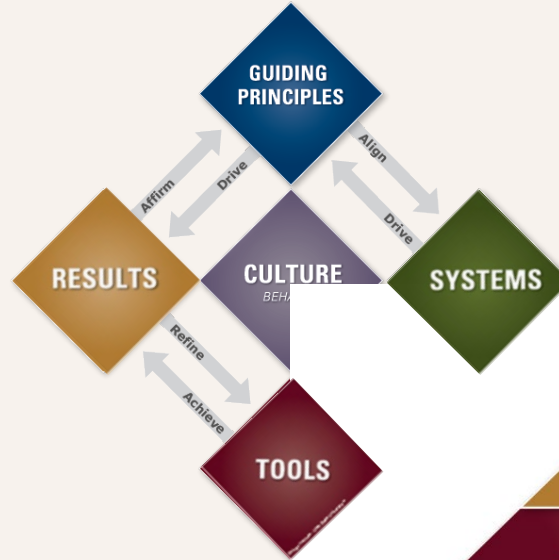 GUIDING
PRINCIPLES
Affirm
Drive
Align
Drive
RESULTS
CULTURE
SYSTEMS
Refine
Achieve
TOOLS